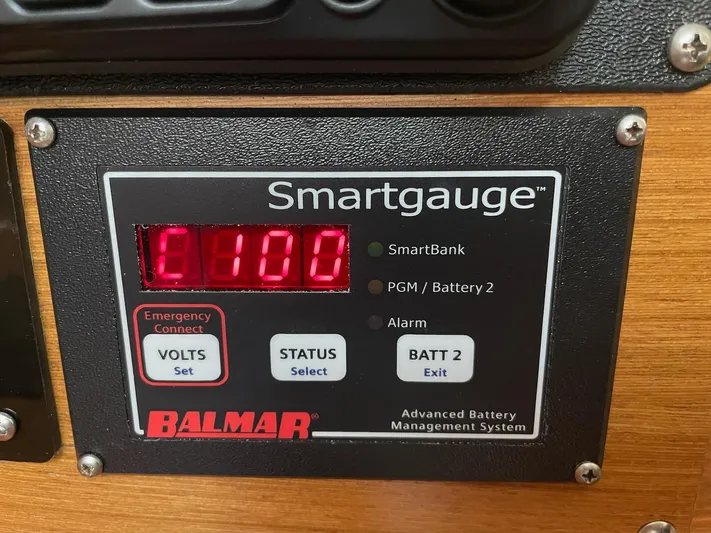 Smartgauge™
C 100
SmartBank
PGM / Battery 2
Alarm
Emergency
Connect
VOLTS
Set
STATUS
Select
BATT 2
Exit
BALMAR®
Advanced Battery
Management System